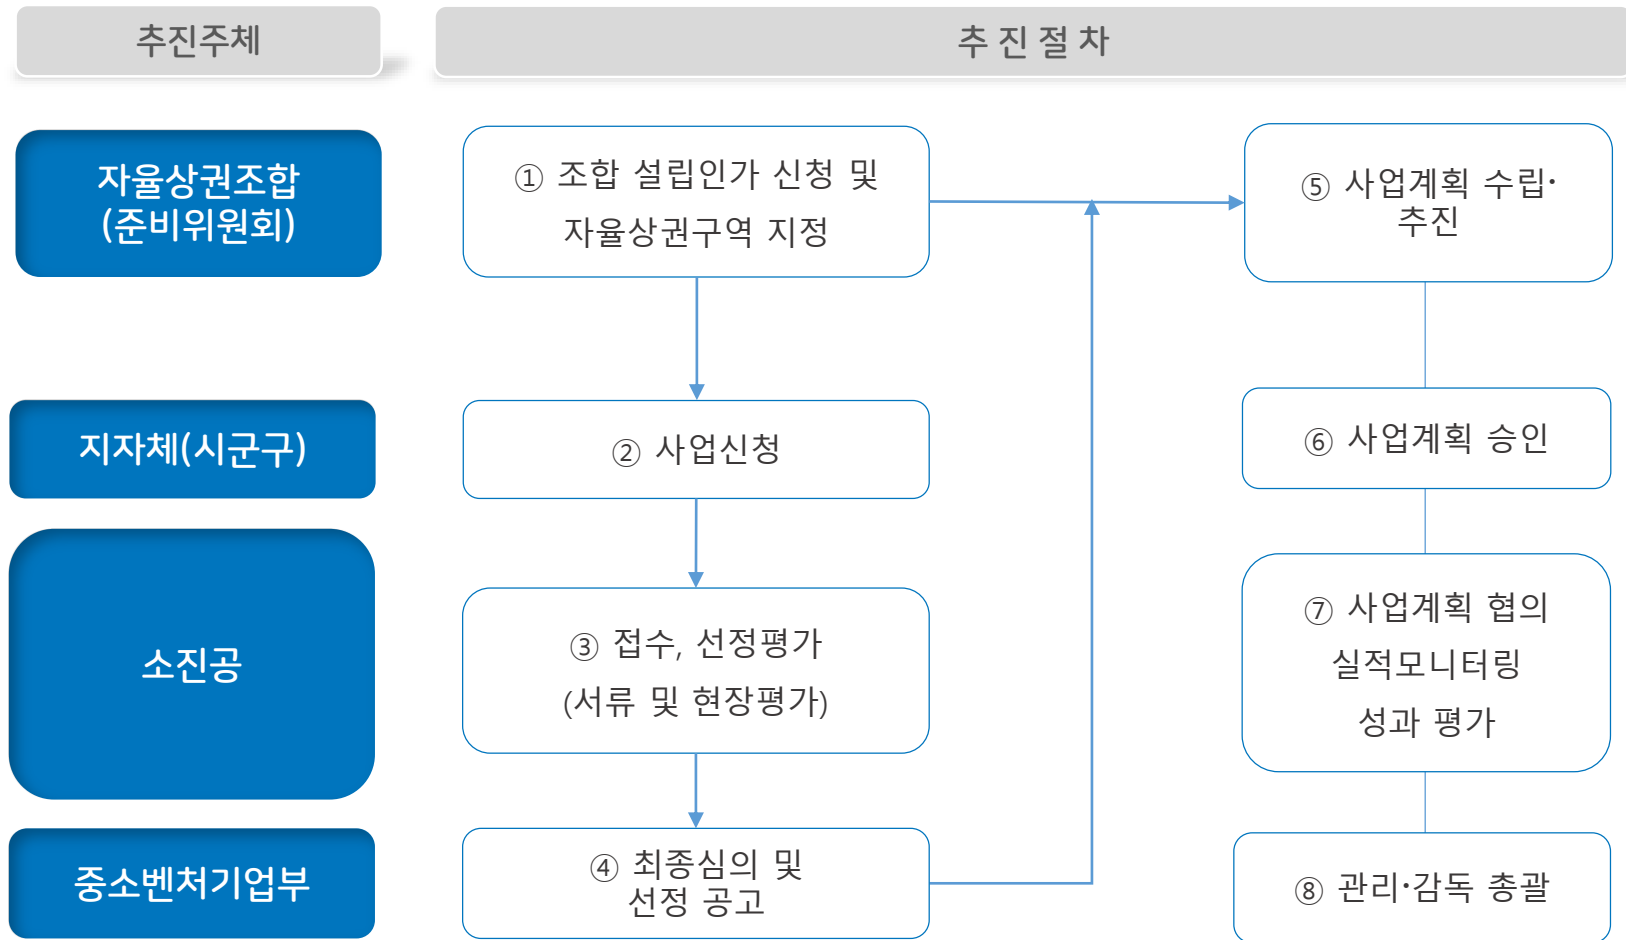 추진주체
추 진 절 차
자율상권조합
(준비위원회)
① 조합 설립인가 신청 및
자율상권구역 지정
⑤ 사업계획 수립·
추진
지자체(시군구)
② 사업신청
⑥ 사업계획 승인
소진공
③ 접수, 선정평가
(서류 및 현장평가)
⑦ 사업계획 협의
실적모니터링
성과 평가
중소벤처기업부
④ 최종심의 및
선정 공고
⑧ 관리·감독 총괄